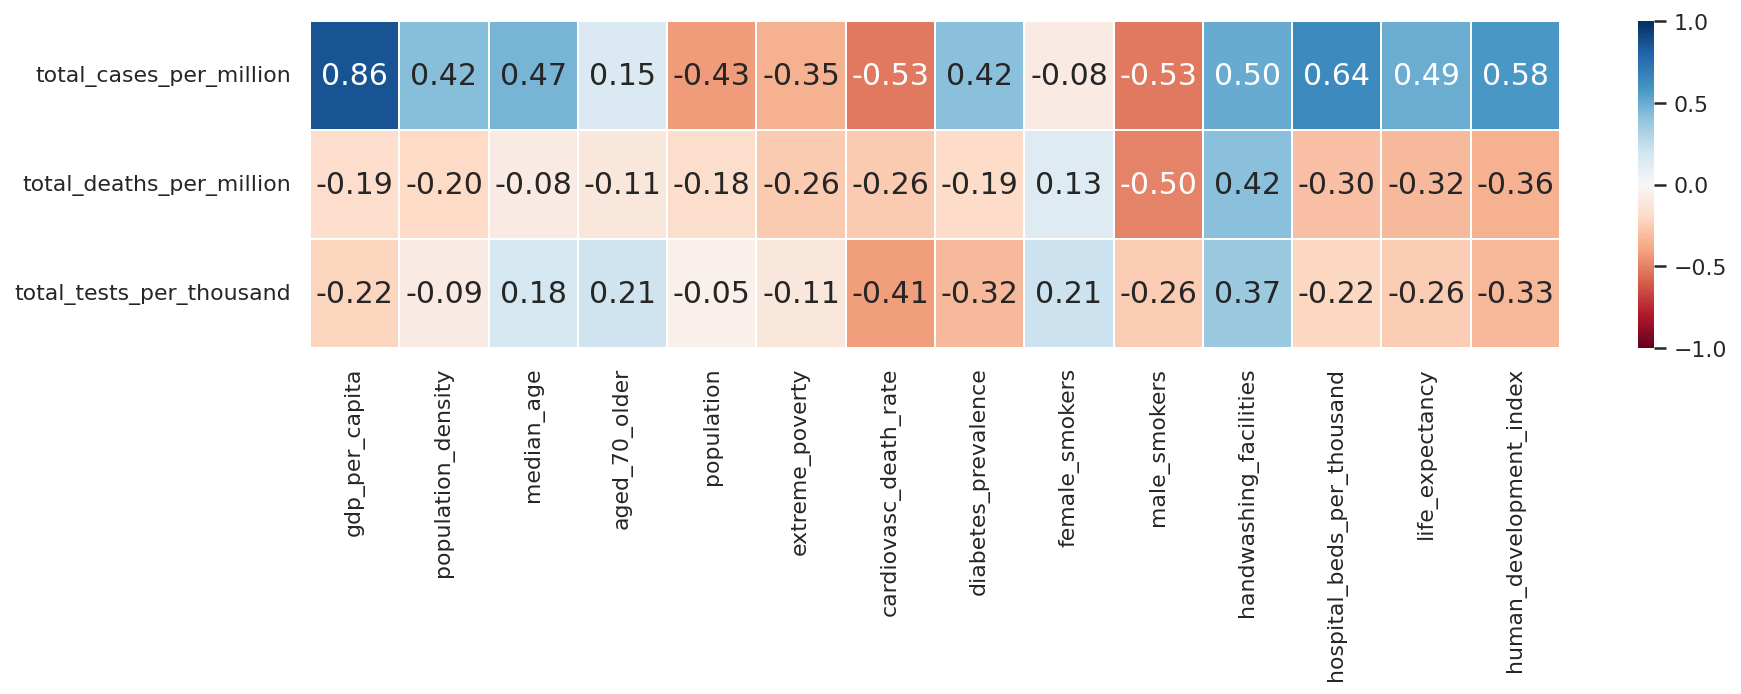 total_cases_per_million 0.86 0.42 0.47 0.15 -0.43 -0.35 -0.53 0.42 -0.08 -0.53 0.50 0.64 0.49 0.58
total_deaths_per_million -0.19 -0.20 -0.08 -0.11 -0.18 -0.26 -0.26 -0.19 0.13 -0.50 0.42 -0.30 -0.32 -0.36
total_tests_per_thousand -0.22 -0.09 0.18 0.21 -0.05 -0.11 -0.41 -0.32 0.21 -0.26 0.37 -0.22 -0.26 -0.33
gdp_per_capita
population_density
median_age
aged_70_older
population
extreme_poverty
cardiovasc_death_rate
diabetes_prevalence
female_smokers
male_smokers
handwashing_facilities
hospital_beds_per_thousand
life_expectancy
human_development_index
1.0
0.5
0.0
−0.5
−1.0